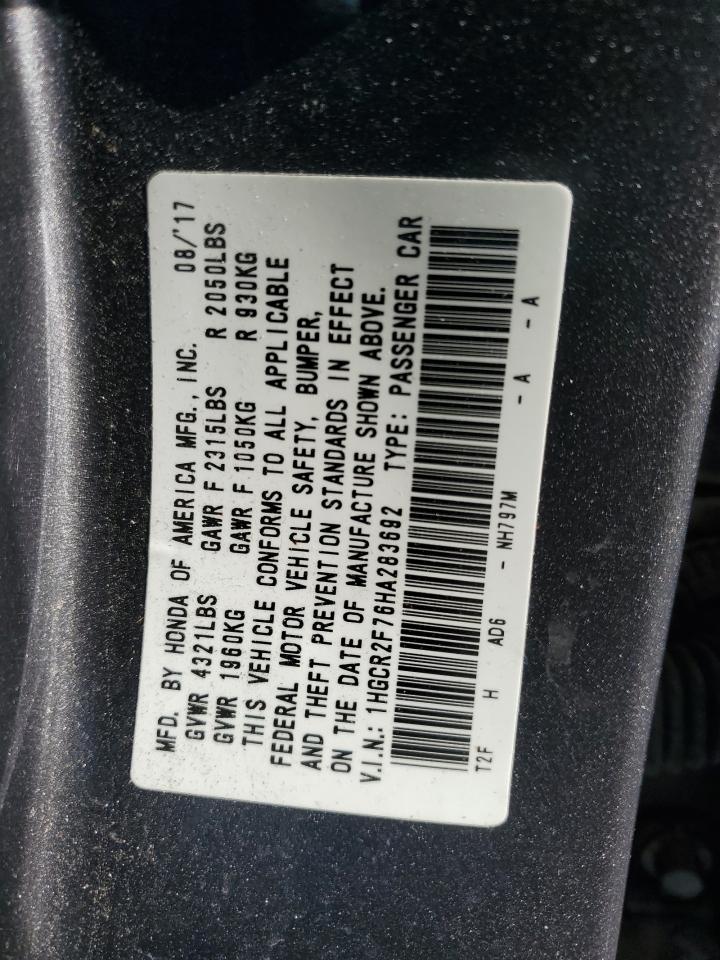 MFD. BY HONDA OF AMERICA MFG., INC. 08/'17
GVWR 4321LBS GAWR F 2315LBS R 2050LBS
GVWR 1960KG GAWR F 1050KG R 930KG
THIS VEHICLE CONFORMS TO ALL APPLICABLE
FEDERAL MOTOR VEHICLE SAFETY, BUMPER,
AND THEFT PREVENTION STANDARDS IN EFFECT
ON THE DATE OF MANUFACTURE SHOWN ABOVE.
V.I.N.: 1HGCR2F76HA283692 TYPE: PASSENGER CAR
T2F H AD6 - NH797M - A - A